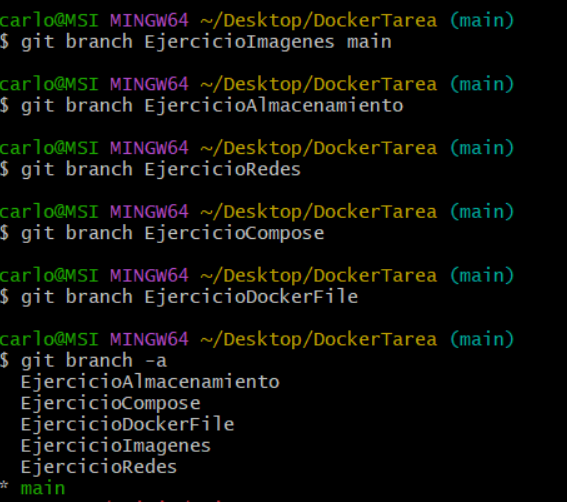 carlo@MSI MINGW64 ~/Desktop/DockerTarea (main)
$ git branch EjercicioImagenes main
carlo@MSI MINGW64 ~/Desktop/DockerTarea (main)
$ git branch EjercicioAlmacenamiento
carlo@MSI MINGW64 ~/Desktop/DockerTarea (main)
$ git branch EjercicioRedes
carlo@MSI MINGW64 ~/Desktop/DockerTarea (main)
$ git branch EjercicioCompose
carlo@MSI MINGW64 ~/Desktop/DockerTarea (main)
$ git branch EjercicioDockerFile
carlo@MSI MINGW64 ~/Desktop/DockerTarea (main)
$ git branch -a
  EjercicioAlmacenamiento
  EjercicioCompose
  EjercicioDockerFile
  EjercicioImagenes
  EjercicioRedes
* main